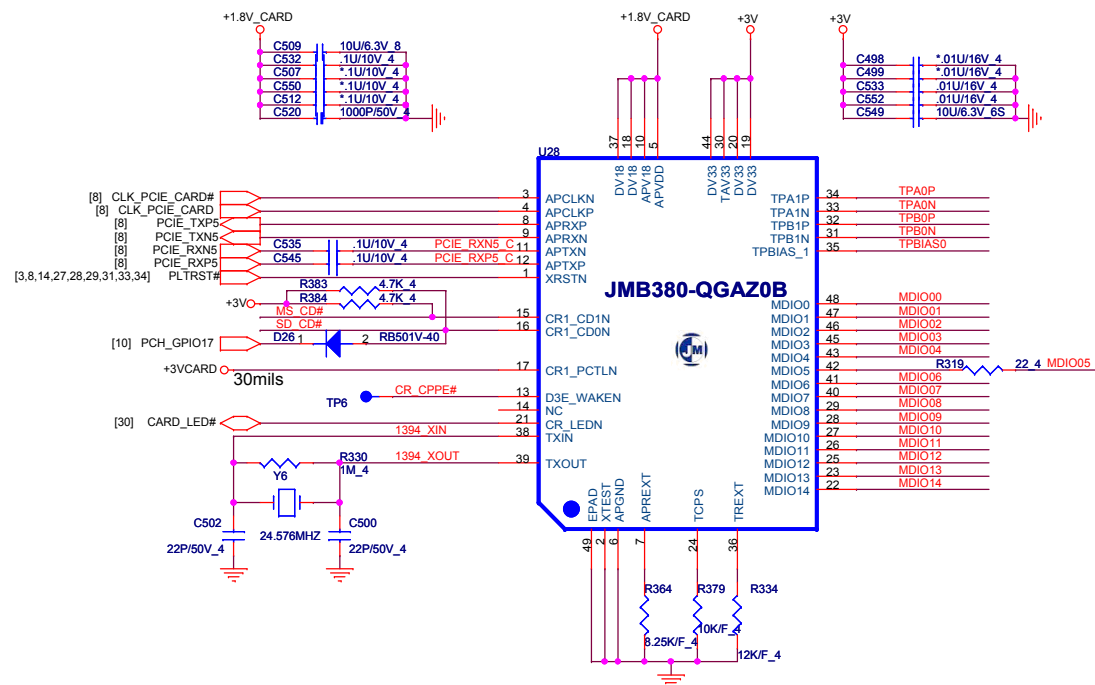 +1.8V_CARD
C509 10U/6.3V_8
C532 .1U/10V_4
C507 *.1U/10V_4
C550 *.1U/10V_4
C512 *.1U/10V_4
C520 1000P/50V_4
+1.8V_CARD
+3V
+3V
C498 *.01U/16V_4
C499 *.01U/16V_4
C533 .01U/16V_4
C552 .01U/16V_4
C549 10U/6.3V_6S
U28
37 18 10 5 44 30 20 19
DV18 DV18 APV18 APVDD DV33 TAV33 DV33 DV33
[8] CLK_PCIE_CARD# 3 APCLKN
[8] CLK_PCIE_CARD 4 APCLKP
[8] PCIE_TXP5 8 APRXP
[8] PCIE_TXN5 9 APRXN
[8] PCIE_RXN5 C535 .1U/10V_4 PCIE_RXN5_C 11 APTXN
[8] PCIE_RXP5 C545 .1U/10V_4 PCIE_RXP5_C 12 APTXP
[3,8,14,27,28,29,31,33,34] PLTRST# 1 XRSTN
R383 4.7K_4
+3V R384 4.7K_4
MS_CD# 15 CR1_CD1N
SD_CD# 16 CR1_CD0N
[10] PCH_GPIO17 D26 1 2 RB501V-40
+3VCARD 30mils 17 CR1_PCTLN
TP6 CR_CPPE# 13 D3E_WAKEN
14 NC
[30] CARD_LED# 21 CR_LEDN
1394_XIN 38 TXIN
1394_XOUT 39 TXOUT
R330
1M_4
Y6
24.576MHZ
C502
22P/50V_4
C500
22P/50V_4
JMB380-QGAZ0B
JM
TPA1P 34 TPA0P
TPA1N 33 TPA0N
TPB1P 32 TPB0P
TPB1N 31 TPB0N
TPBIAS_1 35 TPBIAS0
MDIO0 48 MDIO00
MDIO1 47 MDIO01
MDIO2 46 MDIO02
MDIO3 45 MDIO03
MDIO4 43 MDIO04
MDIO5 42 R319 22_4 MDIO05
MDIO6 41 MDIO06
MDIO7 40 MDIO07
MDIO8 29 MDIO08
MDIO9 28 MDIO09
MDIO10 27 MDIO10
MDIO11 26 MDIO11
MDIO12 25 MDIO12
MDIO13 23 MDIO13
MDIO14 22 MDIO14
EPAD XTEST APGND APREXT TCPS TREXT
49 2 6 7 24 36
R364
8.25K/F_4
R379
10K/F_4
R334
12K/F_4